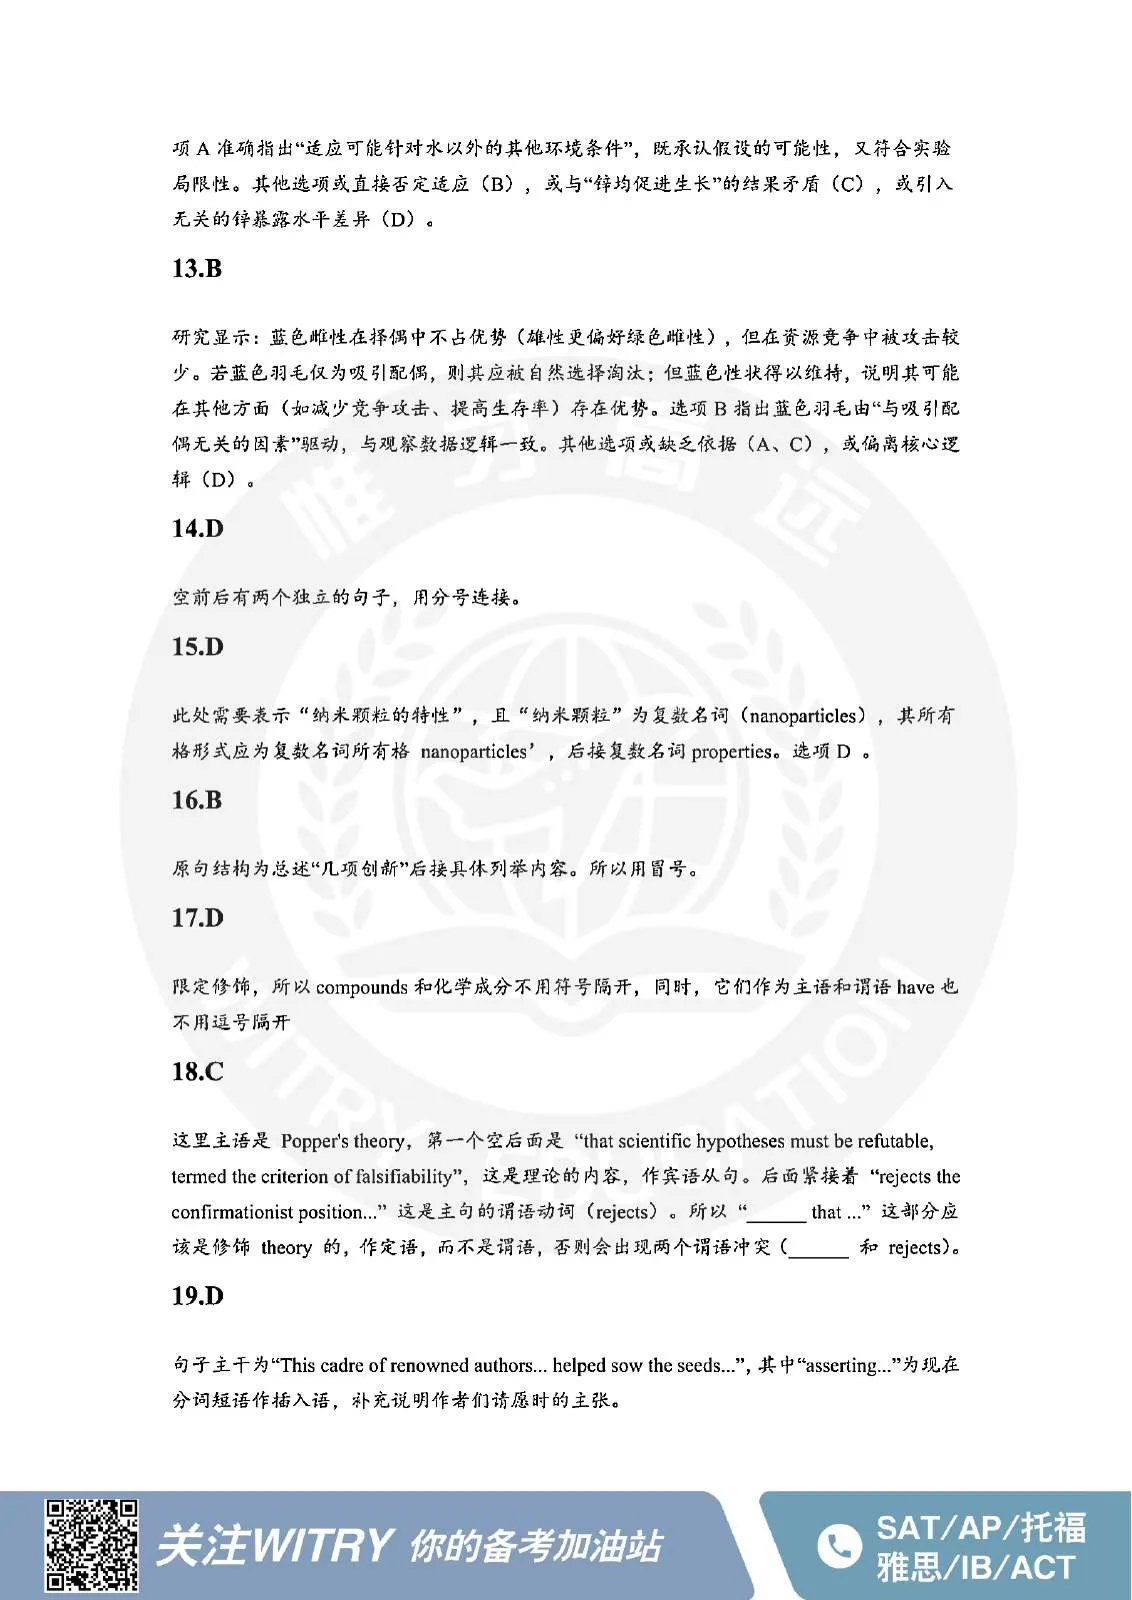 项 A 准确指出“适应可能针对水以外的其他环境条件”，既承认假设的可能性，又符合实验
局限性。其他选项或直接否定适应（B），或与“锌均促进生长”的结果矛盾（C），或引入
无关的锌暴露水平差异（D）。
13.B
研究显示：蓝色雌性在择偶中不占优势（雄性更偏好绿色雌性），但在资源竞争中被攻击较
少。若蓝色羽毛仅为吸引配偶，则其应被自然选择淘汰；但蓝色性状得以维持，说明其可能
在其他方面（如减少竞争攻击、提高生存率）存在优势。选项 B 指出蓝色羽毛由“与吸引配
偶无关的因素”驱动，与观察数据逻辑一致。其他选项或缺乏依据（A、C），或偏离核心逻
辑（D）。
14.D
空前后有两个独立的句子，用分号连接。
15.D
此处需要表示“纳米颗粒的特性”，且“纳米颗粒”为复数名词（nanoparticles），其所有
格形式应为复数名词所有格 nanoparticles’，后接复数名词 properties。选项 D 。
16.B
原句结构为总述“几项创新”后接具体列举内容。所以用冒号。
17.D
限定修饰，所以 compounds 和化学成分不用符号隔开，同时，它们作为主语和谓语 have 也
不用逗号隔开
18.C
这里主语是 Popper's theory，第一个空后面是 “that scientific hypotheses must be refutable,
termed the criterion of falsifiability”，这是理论的内容，作宾语从句。后面紧接着 “rejects the
confirmationist position...” 这是主句的谓语动词（rejects）。所以 “______ that ...” 这部分应
该是修饰 theory 的，作定语，而不是谓语，否则会出现两个谓语冲突（______ 和 rejects）。
19.D
句子主干为“This cadre of renowned authors... helped sow the seeds...”，其中“asserting...”为现在
分词短语作插入语，补充说明作者们请愿时的主张。
惟寻高远
WITRY EDUCATION
关注WITRY 你的备考加油站
SAT/AP/托福
雅思/IB/ACT